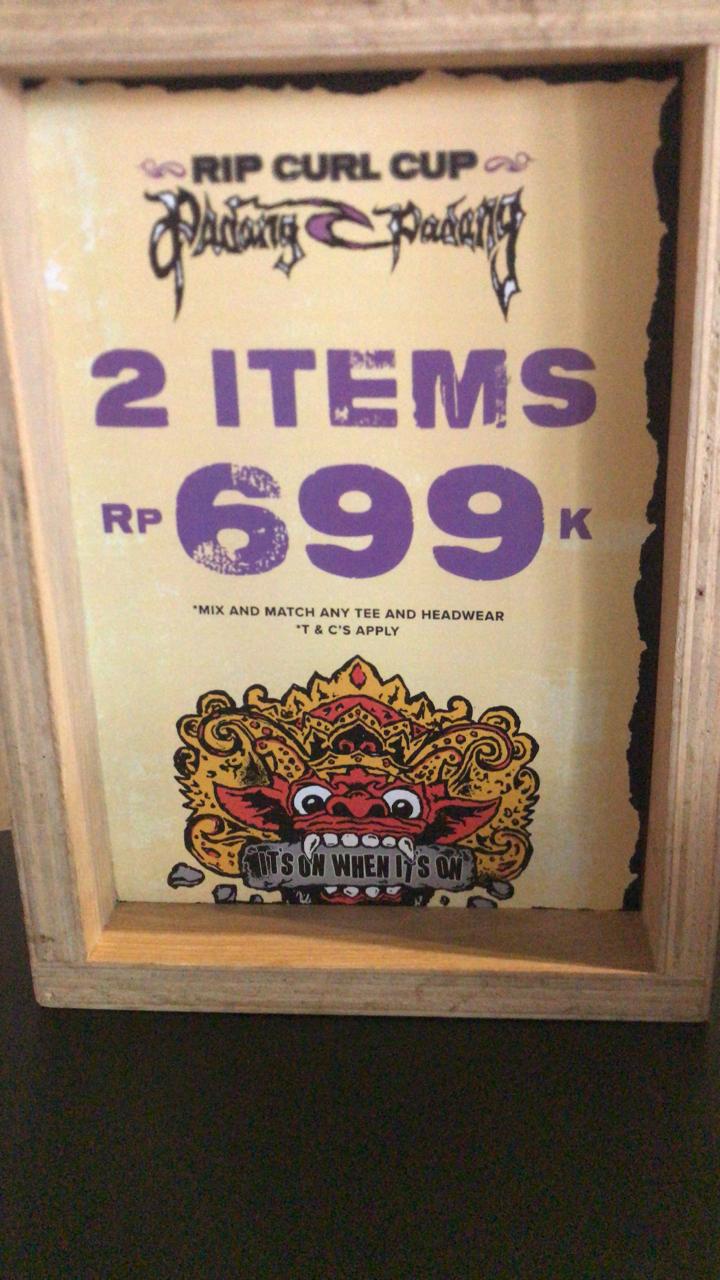 RIP CURL CUP
Padang Padang
2 ITEMS
RP 699 K
*MIX AND MATCH ANY TEE AND HEADWEAR
*T & C'S APPLY
IT'S ON WHEN IT'S ON